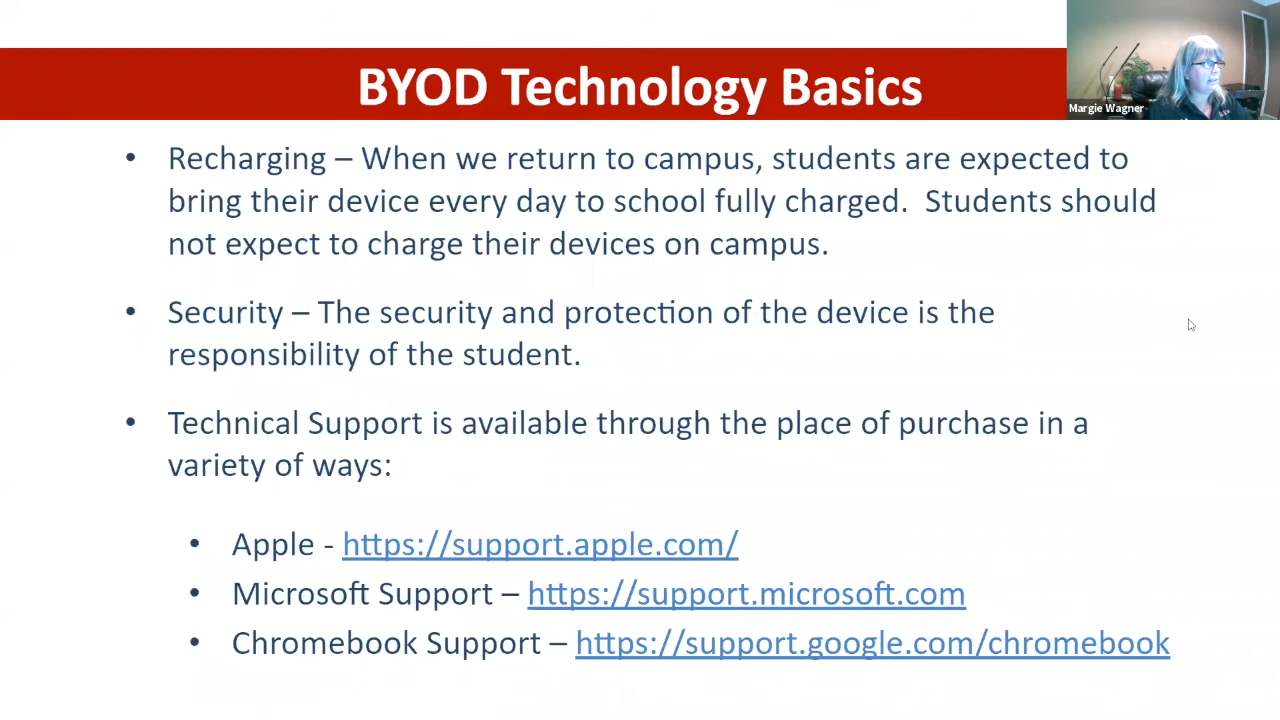 BYOD Technology Basics
Margie Wagner
• Recharging – When we return to campus, students are expected to
bring their device every day to school fully charged.  Students should
not expect to charge their devices on campus.
• Security – The security and protection of the device is the
responsibility of the student.
• Technical Support is available through the place of purchase in a
variety of ways:
• Apple - https://support.apple.com/
• Microsoft Support – https://support.microsoft.com
• Chromebook Support – https://support.google.com/chromebook